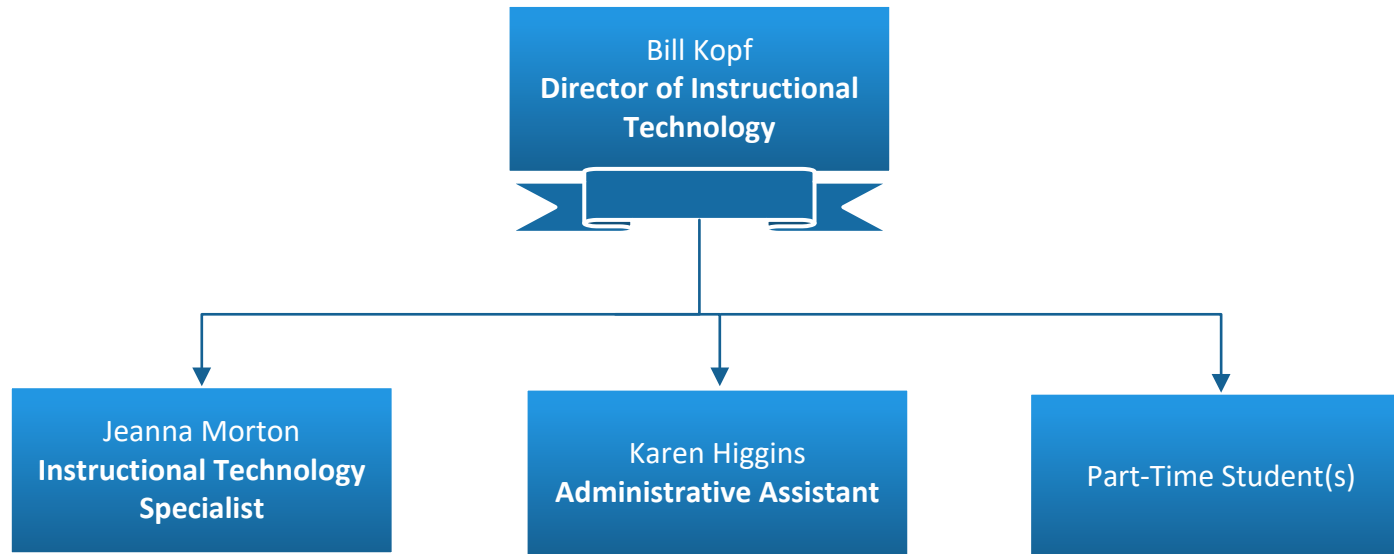 Bill Kopf
Director of Instructional
Technology
Jeanna Morton
Instructional Technology
Specialist
Karen Higgins
Administrative Assistant
Part-Time Student(s)